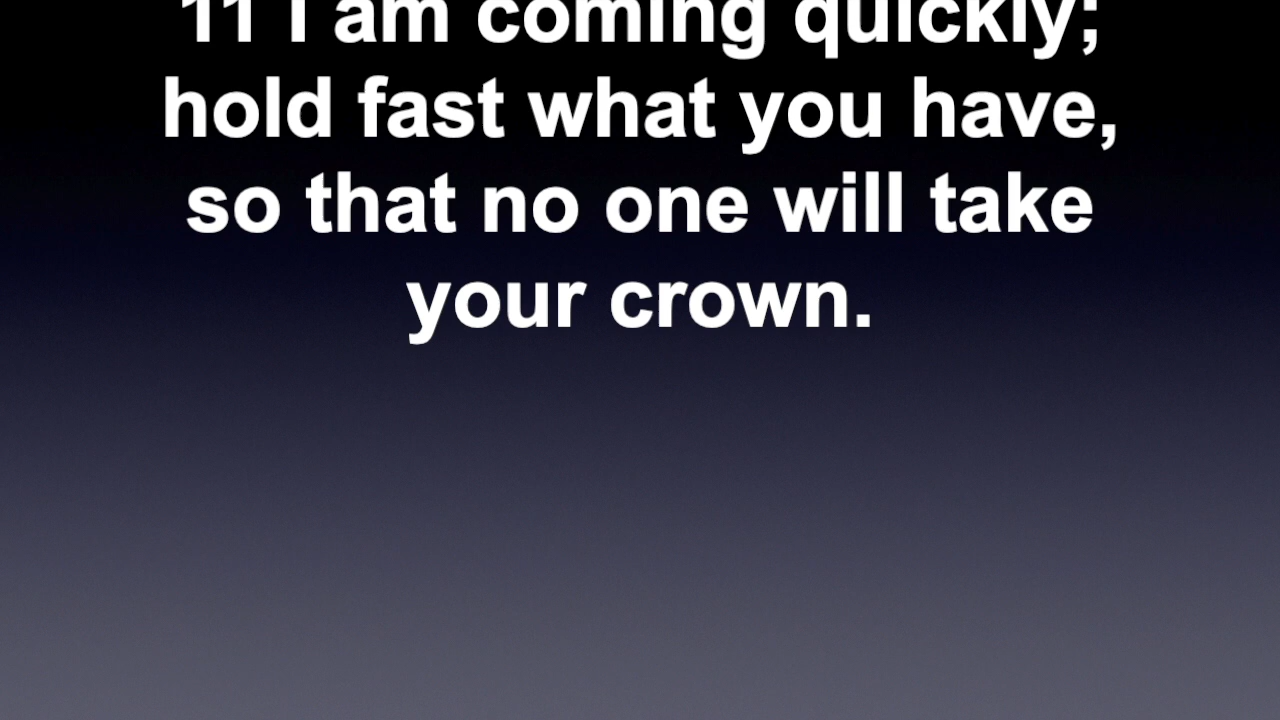 11 I am coming quickly;
hold fast what you have,
so that no one will take
your crown.